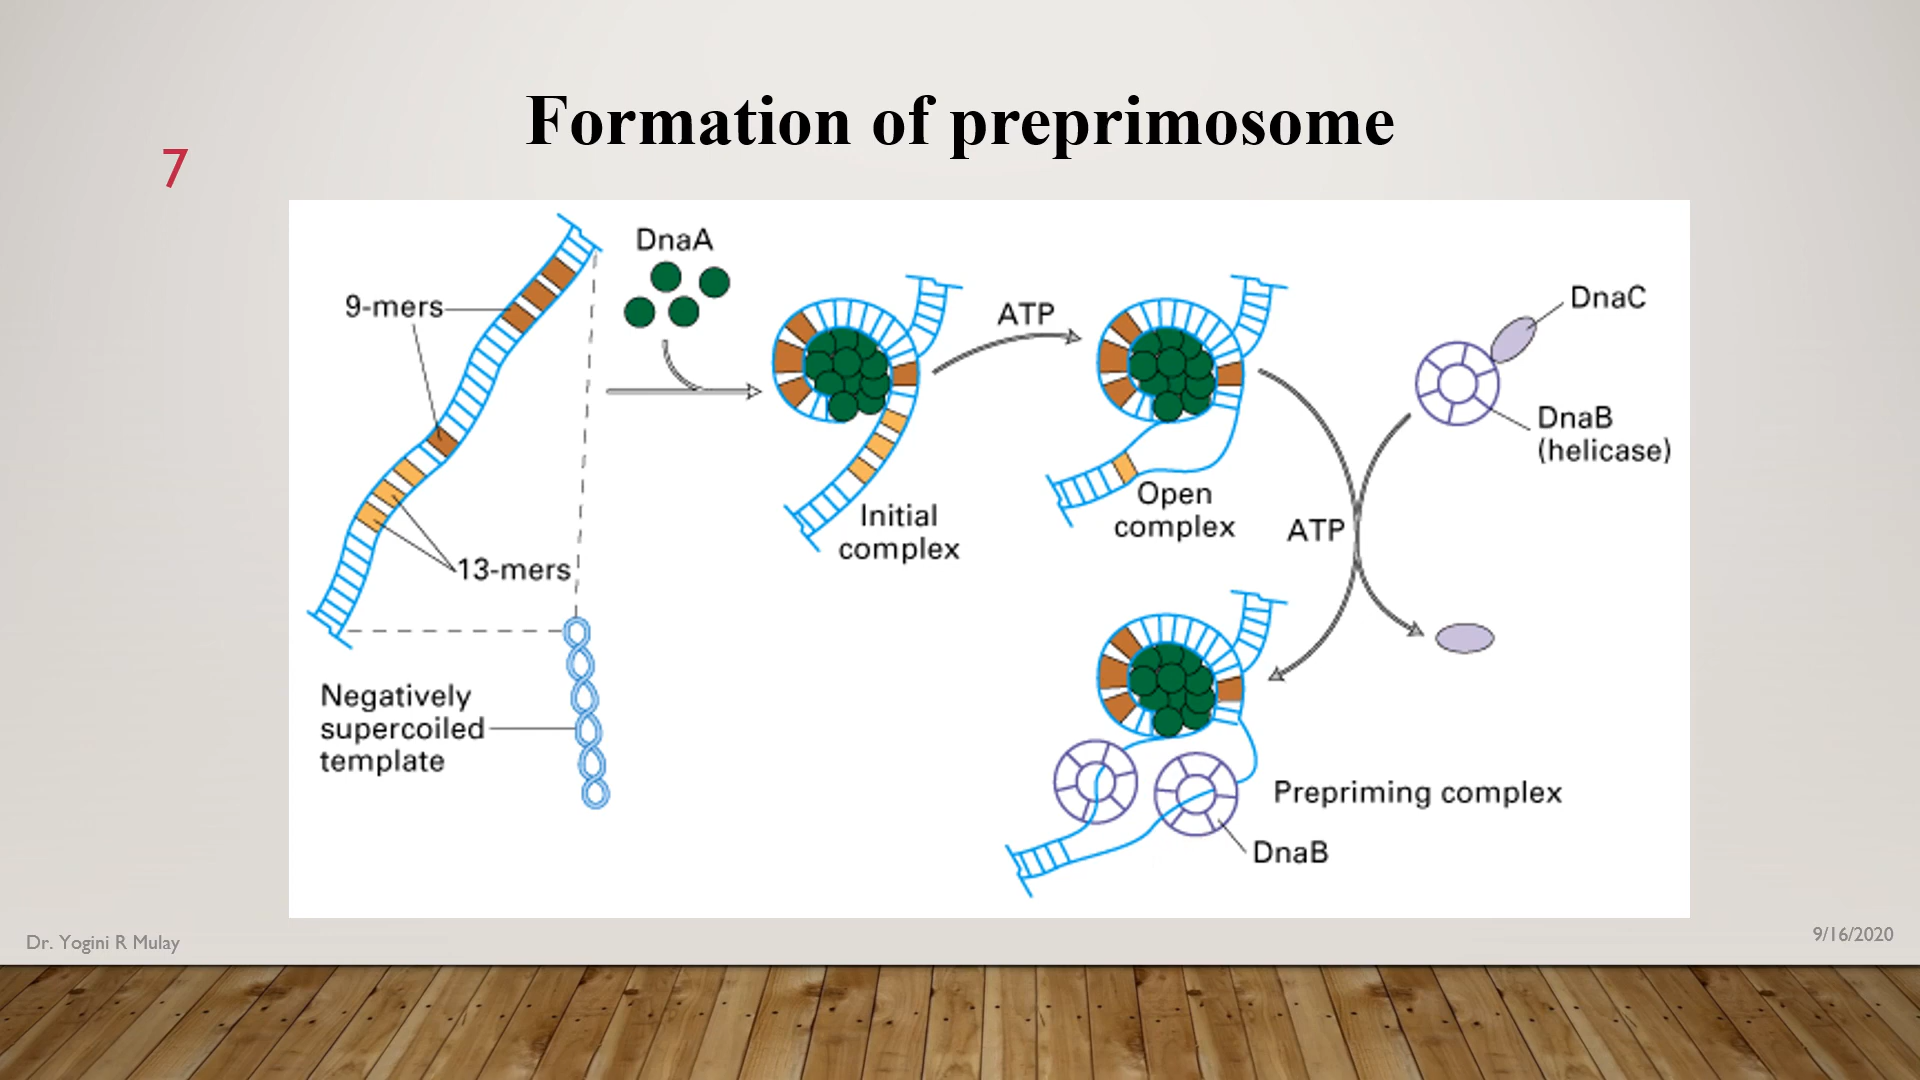 Formation of preprimosome
7
DnaA
9-mers
13-mers
Negatively
supercoiled
template
Initial
complex
ATP
Open
complex
DnaC
DnaB
(helicase)
ATP
Prepriming complex
DnaB
Dr. Yogini R Mulay
9/16/2020